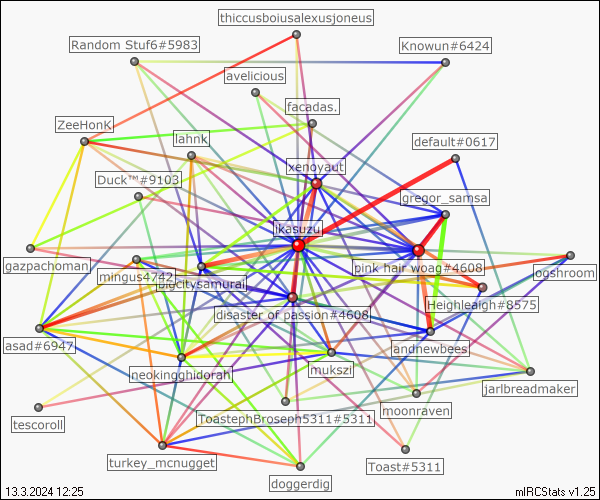 thiccusboiusalexusjoneus
Random Stuf6#5983
Knowun#6424
avelicious
facadas.
ZeeHonK
lahnk
default#0617
xenoyaut
Duck™#9103
gregor_samsa
ikasuzu
gazpachoman
mingus4742
pink hair woag#4608
ogshroom
bigcitysamurai
Heighleaigh#8575
disaster of passion#4608
asad#6947
andnewbees
neokingghidorah
mukszi
jarlbreadmaker
tescoroll
ToastephBroseph5311#5311
moonraven
turkey_mcnugget
Toast#5311
doggerdig
13.3.2024 12:25
mIRCStats v1.25